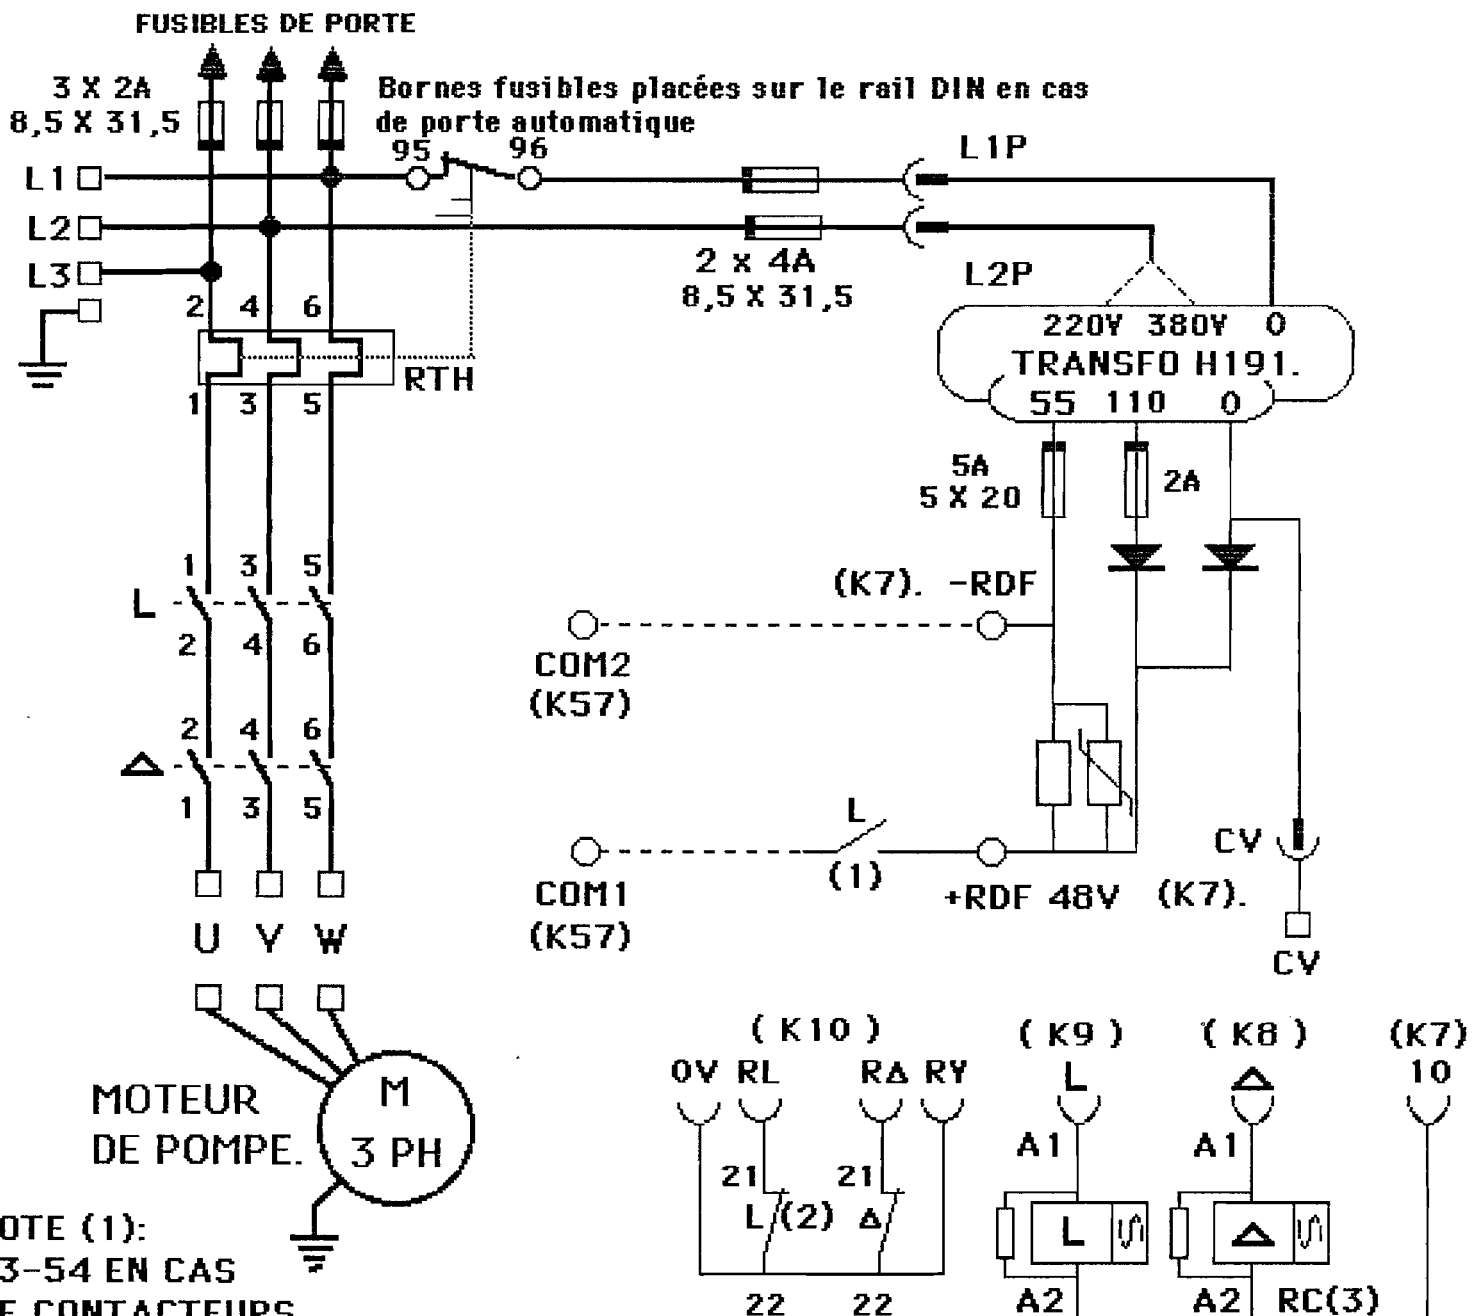 FUSIBLES DE PORTE
3 X 2A
8,5 X 31,5
Bornes fusibles placées sur le rail DIN en cas
de porte automatique
95 96
L1P
L1
L2
L3
2 x 4A
8,5 X 31,5
L2P
2 4 6
220V 380V 0
TRANSFO H191.
RTH
1 3 5
55 110 0
5A
5 X 20
2A
1 3 5
L
(K7). -RDF
2 4 6
COM2
(K57)
2 4 6
Δ
1 3 5
L
(1)
COM1
(K57)
+RDF 48V
(K7).
CV
CV
U V W
(K10) (K9) (K8) (K7)
0V RL RΔ RV L Δ 10
MOTEUR
DE POMPE.
M
3 PH
A1 A1
21 21
L (2) Δ
L Δ
22 22
A2 A2 RC(3)
OTE (1):
3-54 EN CAS
E CONTACTEURS